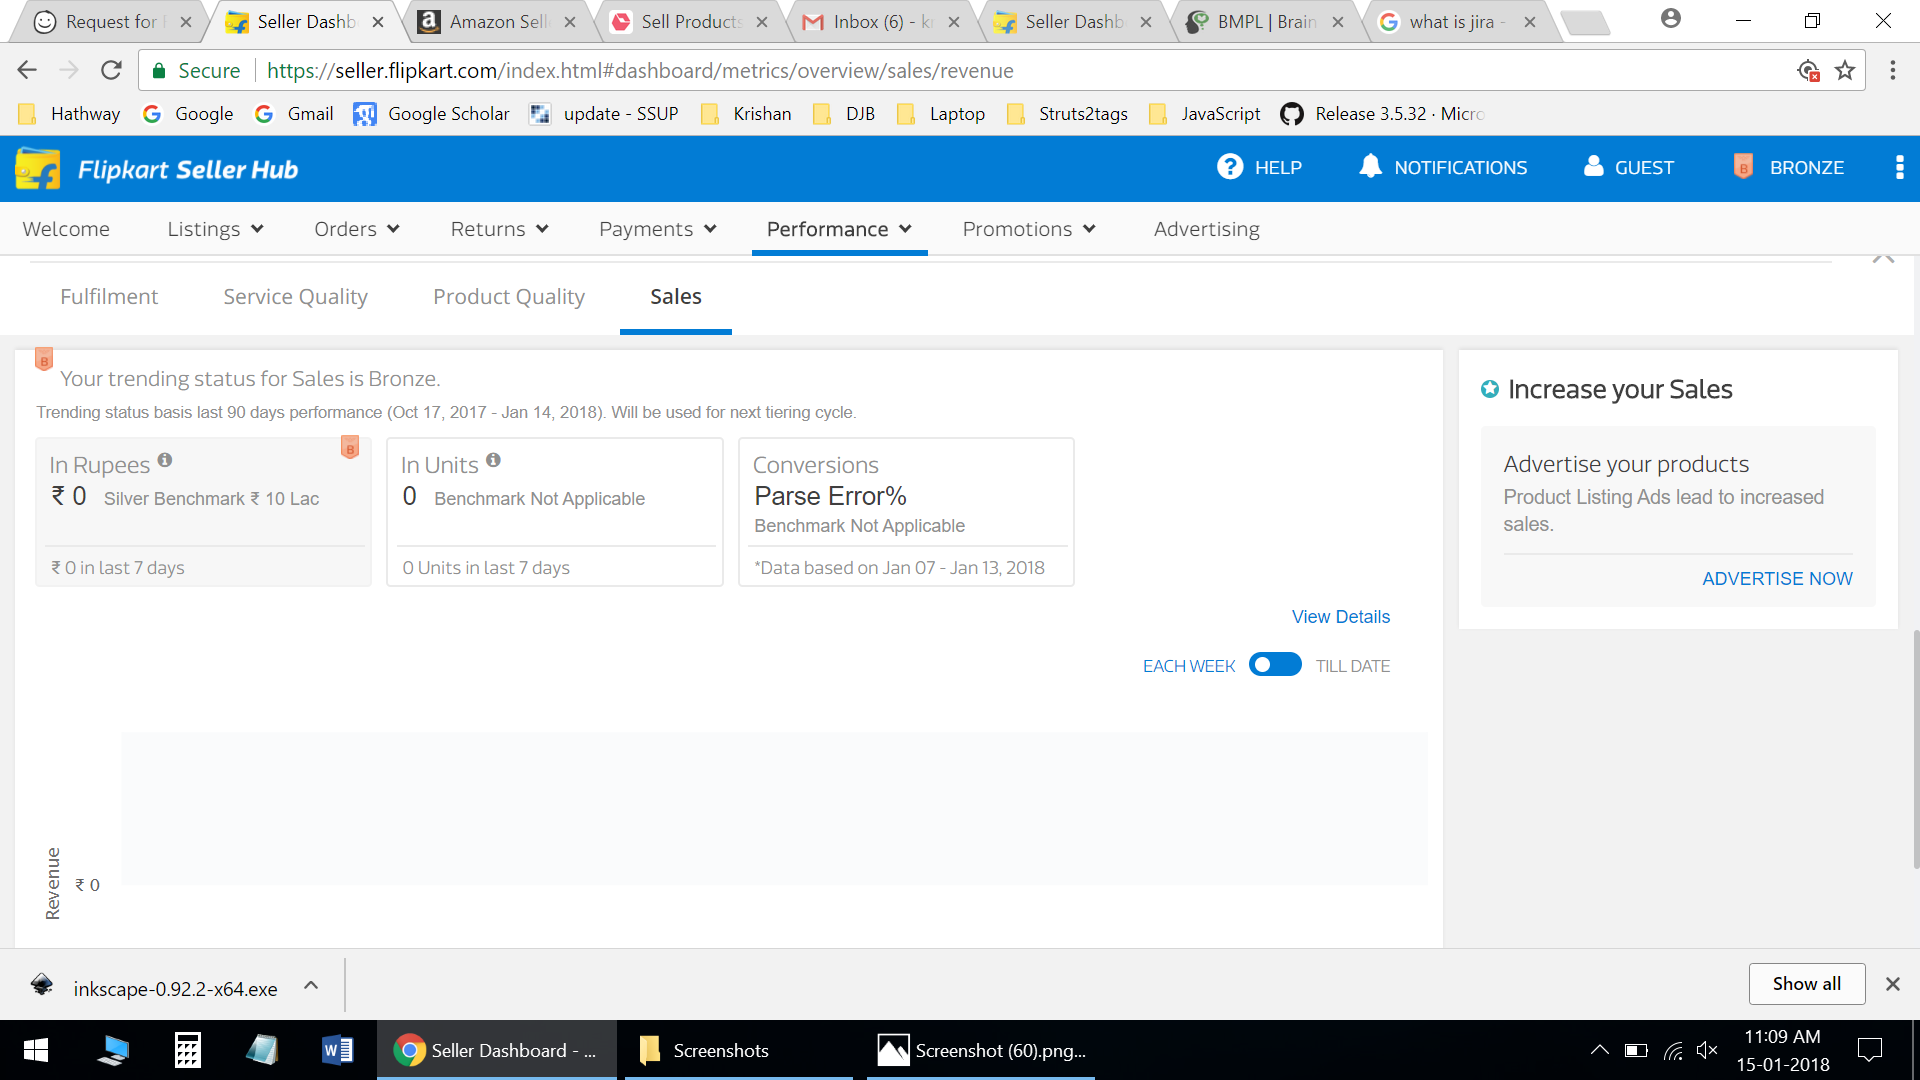 Request for
Seller Dashb
Amazon Sell
Sell Products
Inbox (6) - k
Seller Dashb
BMPL | Brain
what is jira -
Secure
https://seller.flipkart.com/index.html#dashboard/metrics/overview/sales/revenue
Hathway
Google
Gmail
Google Scholar
update - SSUP
Krishan
DJB
Laptop
Struts2tags
JavaScript
Release 3.5.32 · Micro
Flipkart Seller Hub
HELP
NOTIFICATIONS
GUEST
B
BRONZE
Welcome
Listings
Orders
Returns
Payments
Performance
Promotions
Advertising
Fulfilment
Service Quality
Product Quality
Sales
B
Your trending status for Sales is Bronze.
Trending status basis last 90 days performance (Oct 17, 2017 - Jan 14, 2018). Will be used for next tiering cycle.
B
In Rupees
₹ 0 Silver Benchmark ₹ 10 Lac
₹ 0 in last 7 days
In Units
0 Benchmark Not Applicable
0 Units in last 7 days
Conversions
Parse Error%
Benchmark Not Applicable
*Data based on Jan 07 - Jan 13, 2018
View Details
EACH WEEK
TILL DATE
Revenue
₹ 0
Increase your Sales
Advertise your products
Product Listing Ads lead to increased
sales.
ADVERTISE NOW
inkscape-0.92.2-x64.exe
Show all
Seller Dashboard - ...
Screenshots
Screenshot (60).png...
11:09 AM
15-01-2018